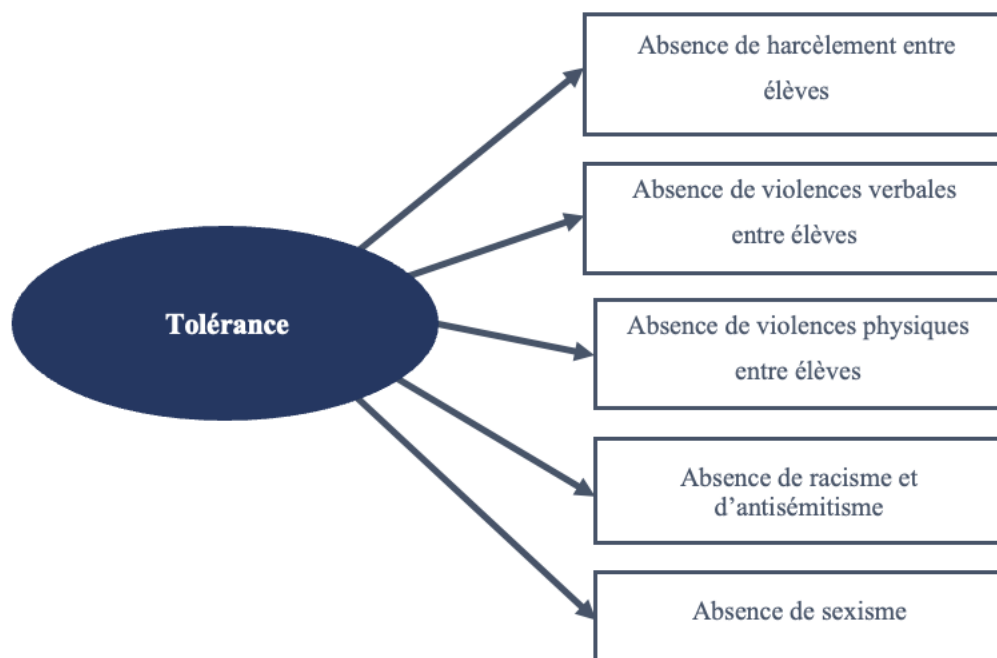 Absence de harcèlement entre
élèves
Absence de violences verbales
entre élèves
Tolérance
Absence de violences physiques
entre élèves
Absence de racisme et
d’antisémitisme
Absence de sexisme